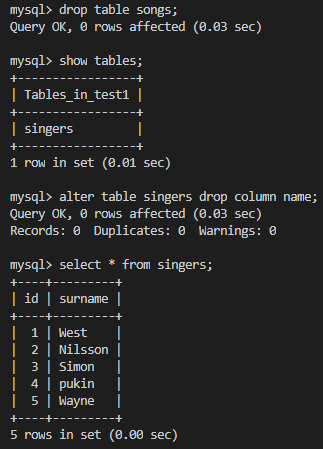 mysql> drop table songs;
Query OK, 0 rows affected (0.03 sec)

mysql> show tables;
+-----------------+
| Tables_in_test1 |
+-----------------+
| singers         |
+-----------------+
1 row in set (0.01 sec)

mysql> alter table singers drop column name;
Query OK, 0 rows affected (0.03 sec)
Records: 0  Duplicates: 0  Warnings: 0

mysql> select * from singers;
+----+---------+
| id | surname |
+----+---------+
|  1 | West    |
|  2 | Nilsson |
|  3 | Simon   |
|  4 | pukin   |
|  5 | Wayne   |
+----+---------+
5 rows in set (0.00 sec)